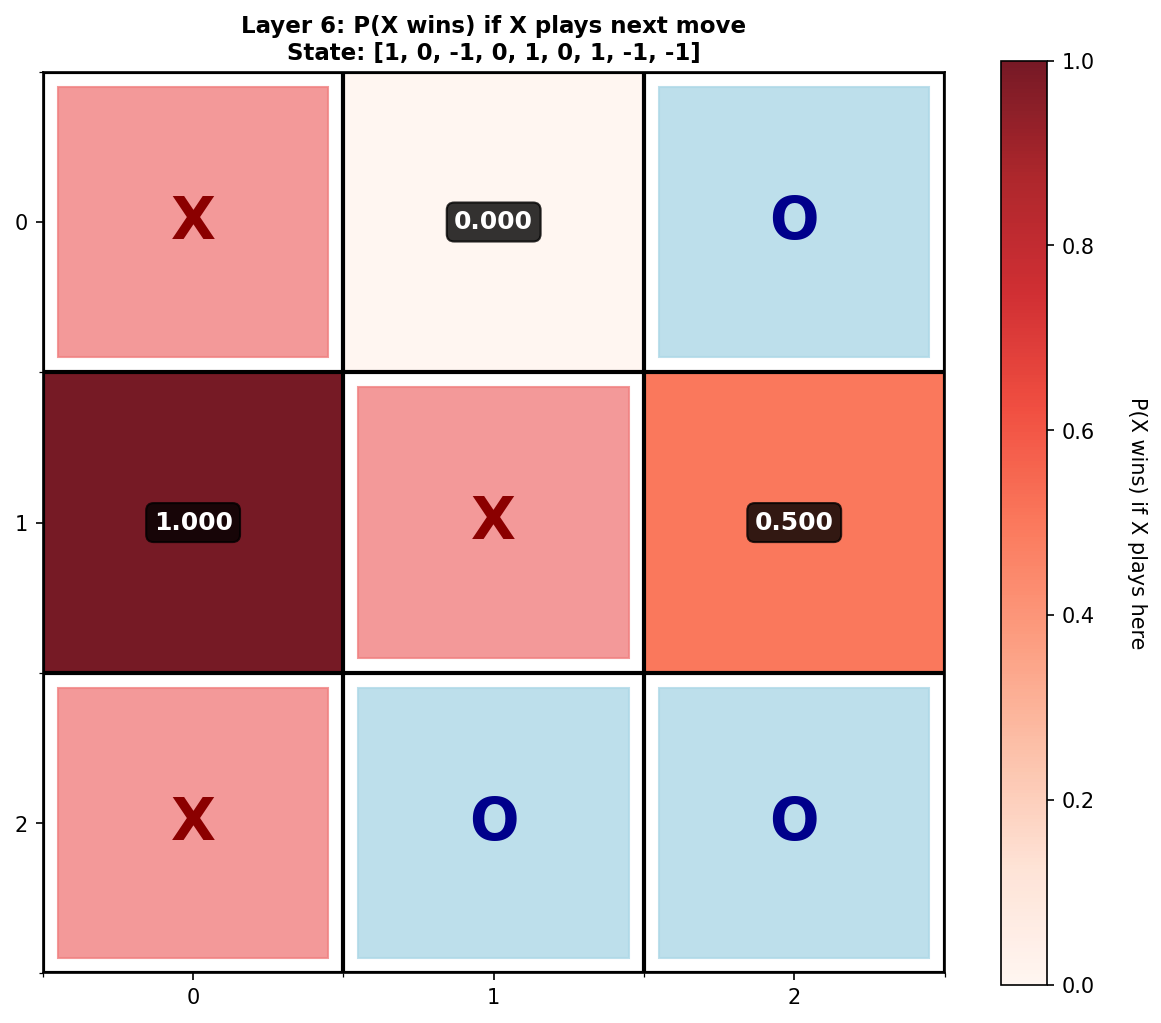 Layer 6: P(X wins) if X plays next move
State: [1, 0, -1, 0, 1, 0, 1, -1, -1]
X
0.000
O
1.000
X
0.500
X
O
O
0
1
2
0
1
2
1.0
0.8
0.6
0.4
0.2
0.0
P(X wins) if X plays here